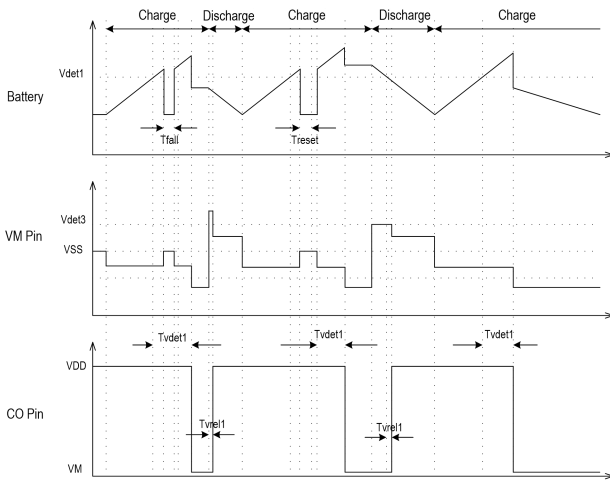 Charge Discharge Charge Discharge Charge
Vdet1
Battery
Tfall Treset
Vdet3
VM Pin
VSS
Tvdet1 Tvdet1 Tvdet1
VDD
CO Pin
Tvrel1 Tvrel1
VM